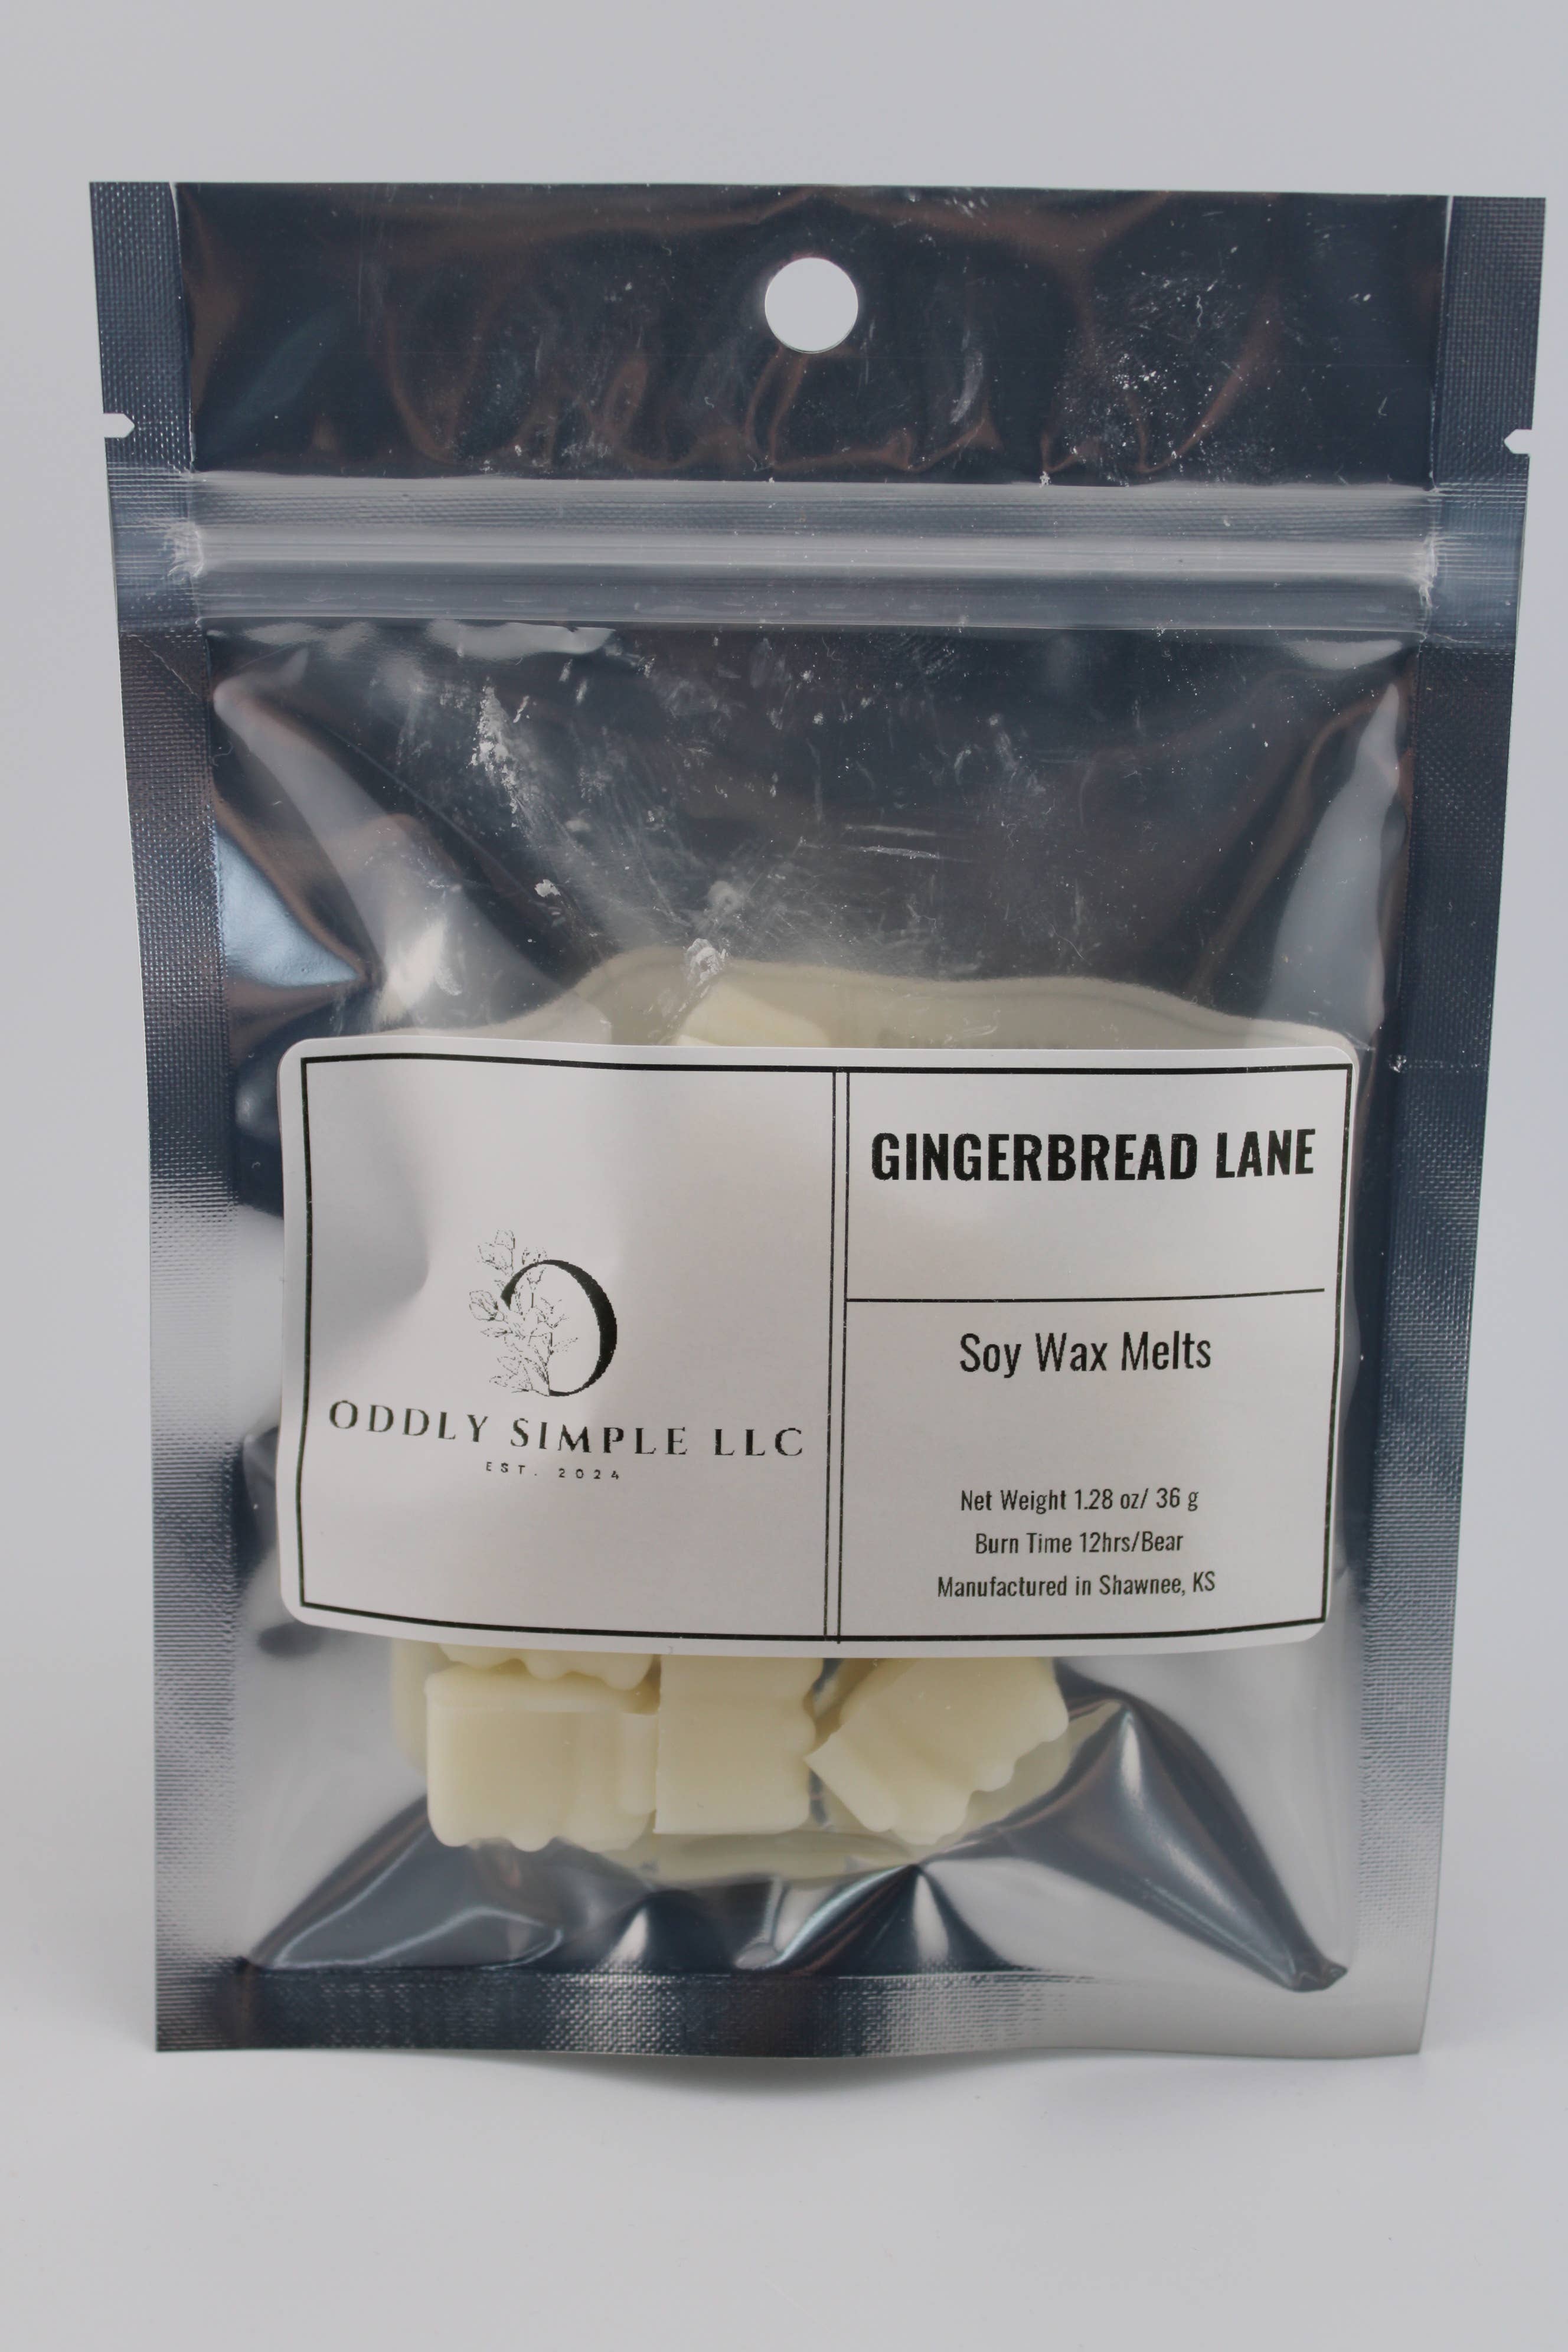 ODDLY SIMPLE LLC
EST. 2024
GINGERBREAD LANE
Soy Wax Melts
Net Weight 1.28 oz/ 36 g
Burn Time 12hrs/Bear
Manufactured in Shawnee, KS